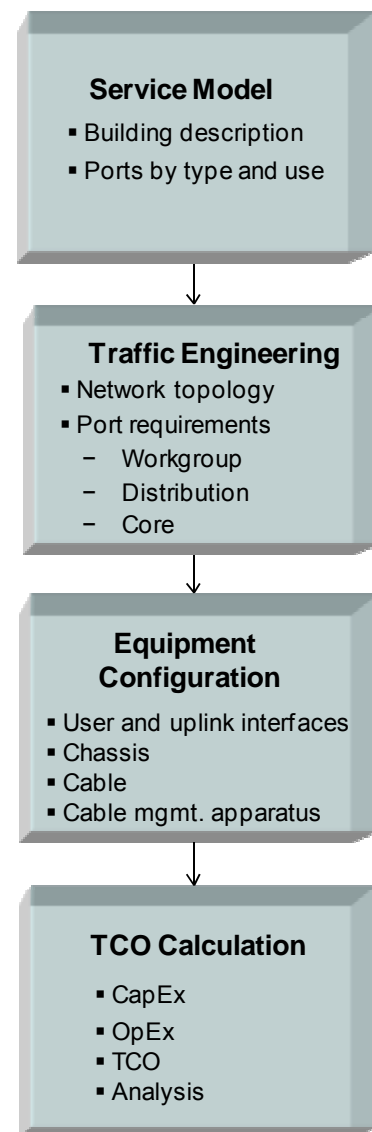 Service Model
▪ Building description
▪ Ports by type and use
Traffic Engineering
▪ Network topology
▪ Port requirements
− Workgroup
− Distribution
− Core
Equipment
Configuration
▪ User and uplink interfaces
▪ Chassis
▪ Cable
▪ Cable mgmt. apparatus
TCO Calculation
▪ CapEx
▪ OpEx
▪ TCO
▪ Analysis